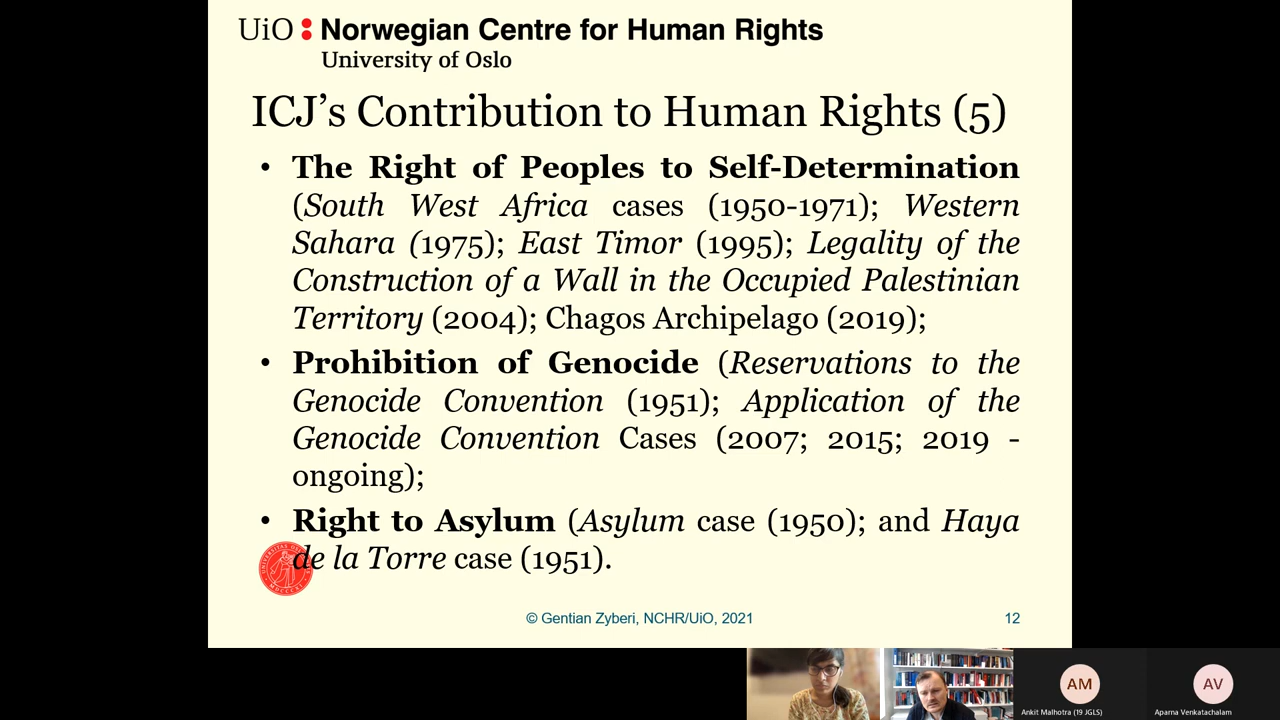 UiO : Norwegian Centre for Human Rights
University of Oslo
ICJ’s Contribution to Human Rights (5)
• The Right of Peoples to Self-Determination
(South West Africa cases (1950-1971); Western
Sahara (1975); East Timor (1995); Legality of the
Construction of a Wall in the Occupied Palestinian
Territory (2004); Chagos Archipelago (2019);
• Prohibition of Genocide (Reservations to the
Genocide Convention (1951); Application of the
Genocide Convention Cases (2007; 2015; 2019 -
ongoing);
• Right to Asylum (Asylum case (1950); and Haya
de la Torre case (1951).
© Gentian Zyberi, NCHR/UiO, 2021
12
AM
AV
Ankit Malhotra (19 JGLS)
Aparna Venkatachalam